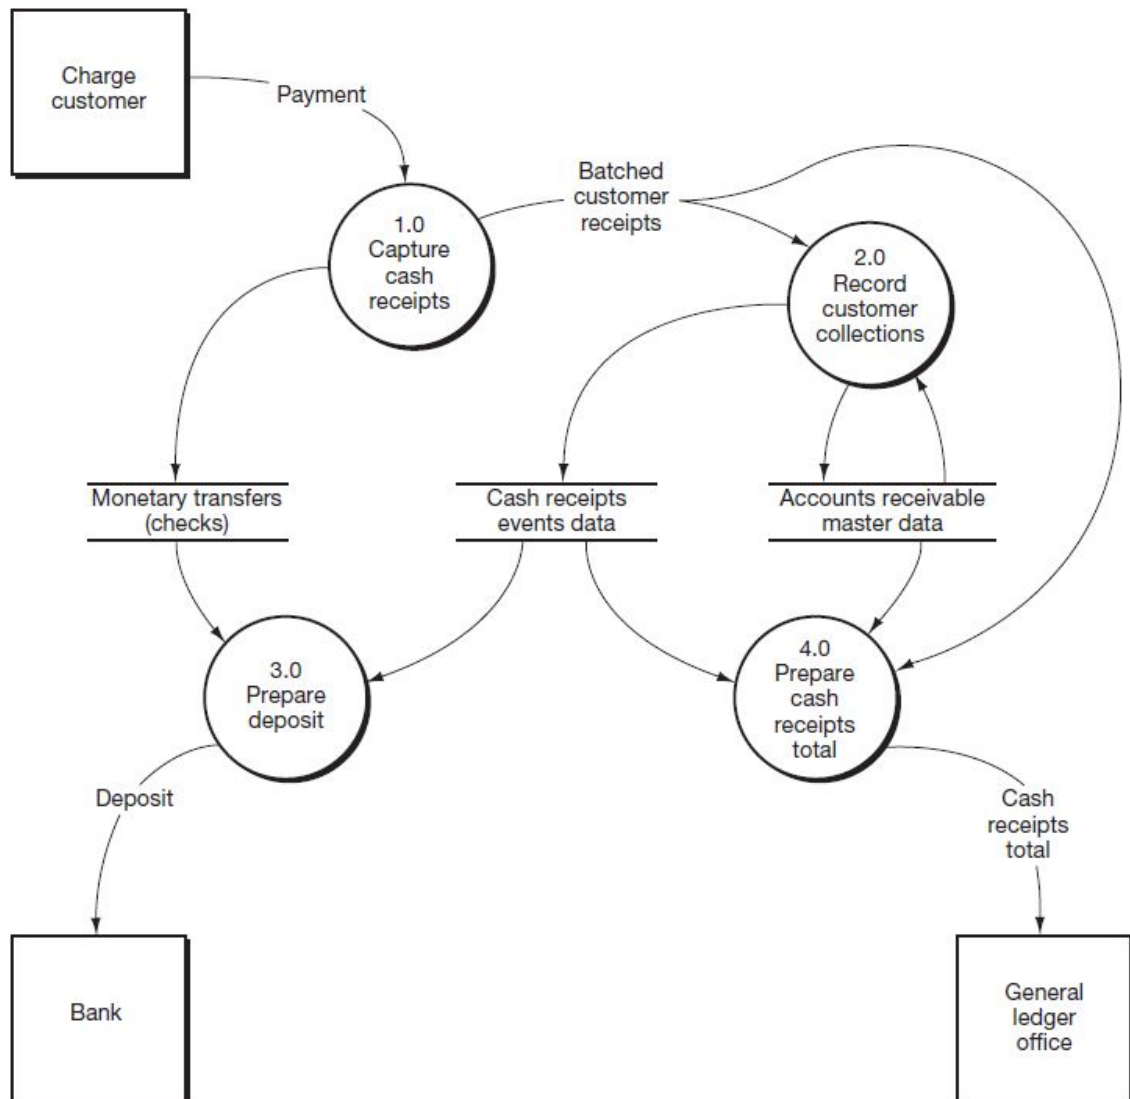 Charge
customer
Payment
Batched
customer
receipts
1.0
Capture
cash
receipts
2.0
Record
customer
collections
Monetary transfers
(checks)
Cash receipts
events data
Accounts receivable
master data
3.0
Prepare
deposit
4.0
Prepare
cash
receipts
total
Deposit
Cash
receipts
total
Bank
General
ledger
office